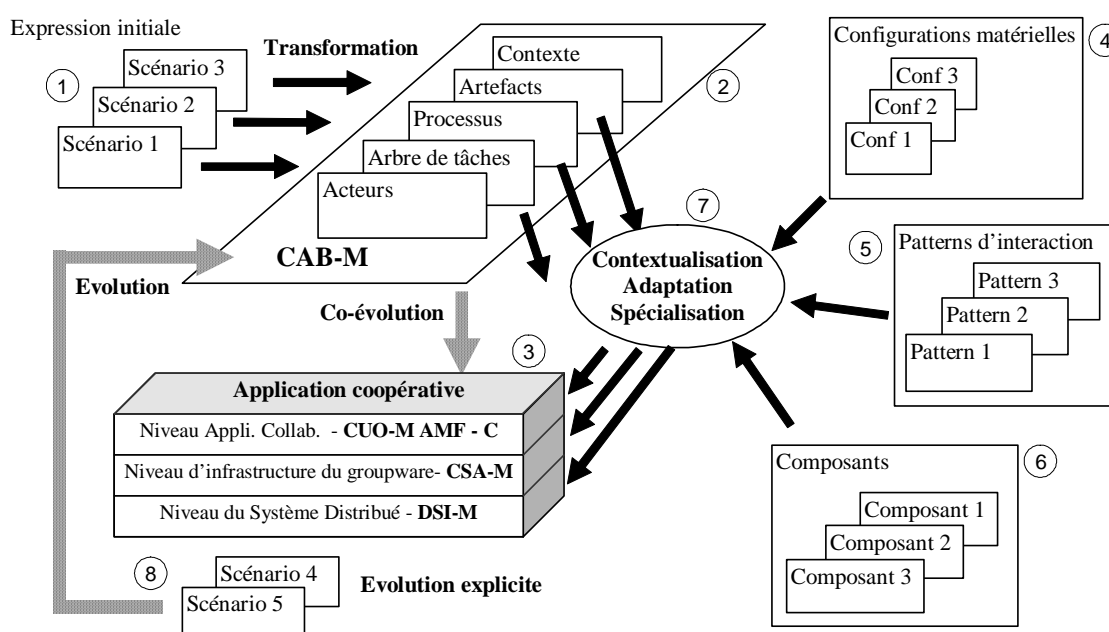 Expression initiale
1
Scénario 3
Scénario 2
Scénario 1
Transformation
Contexte
Artefacts
Processus
Arbre de tâches
Acteurs
CAB-M
2
Configurations matérielles
4
Conf 3
Conf 2
Conf 1
7
Contextualisation
Adaptation
Spécialisation
5
Patterns d’interaction
Pattern 3
Pattern 2
Pattern 1
Evolution
Co-évolution
3
Application coopérative
Niveau Appli. Collab. - CUO-M AMF - C
Niveau d’infrastructure du groupware- CSA-M
Niveau du Système Distribué - DSI-M
Composants
6
Composant 1
Composant 2
Composant 3
8
Scénario 4
Scénario 5
Evolution explicite